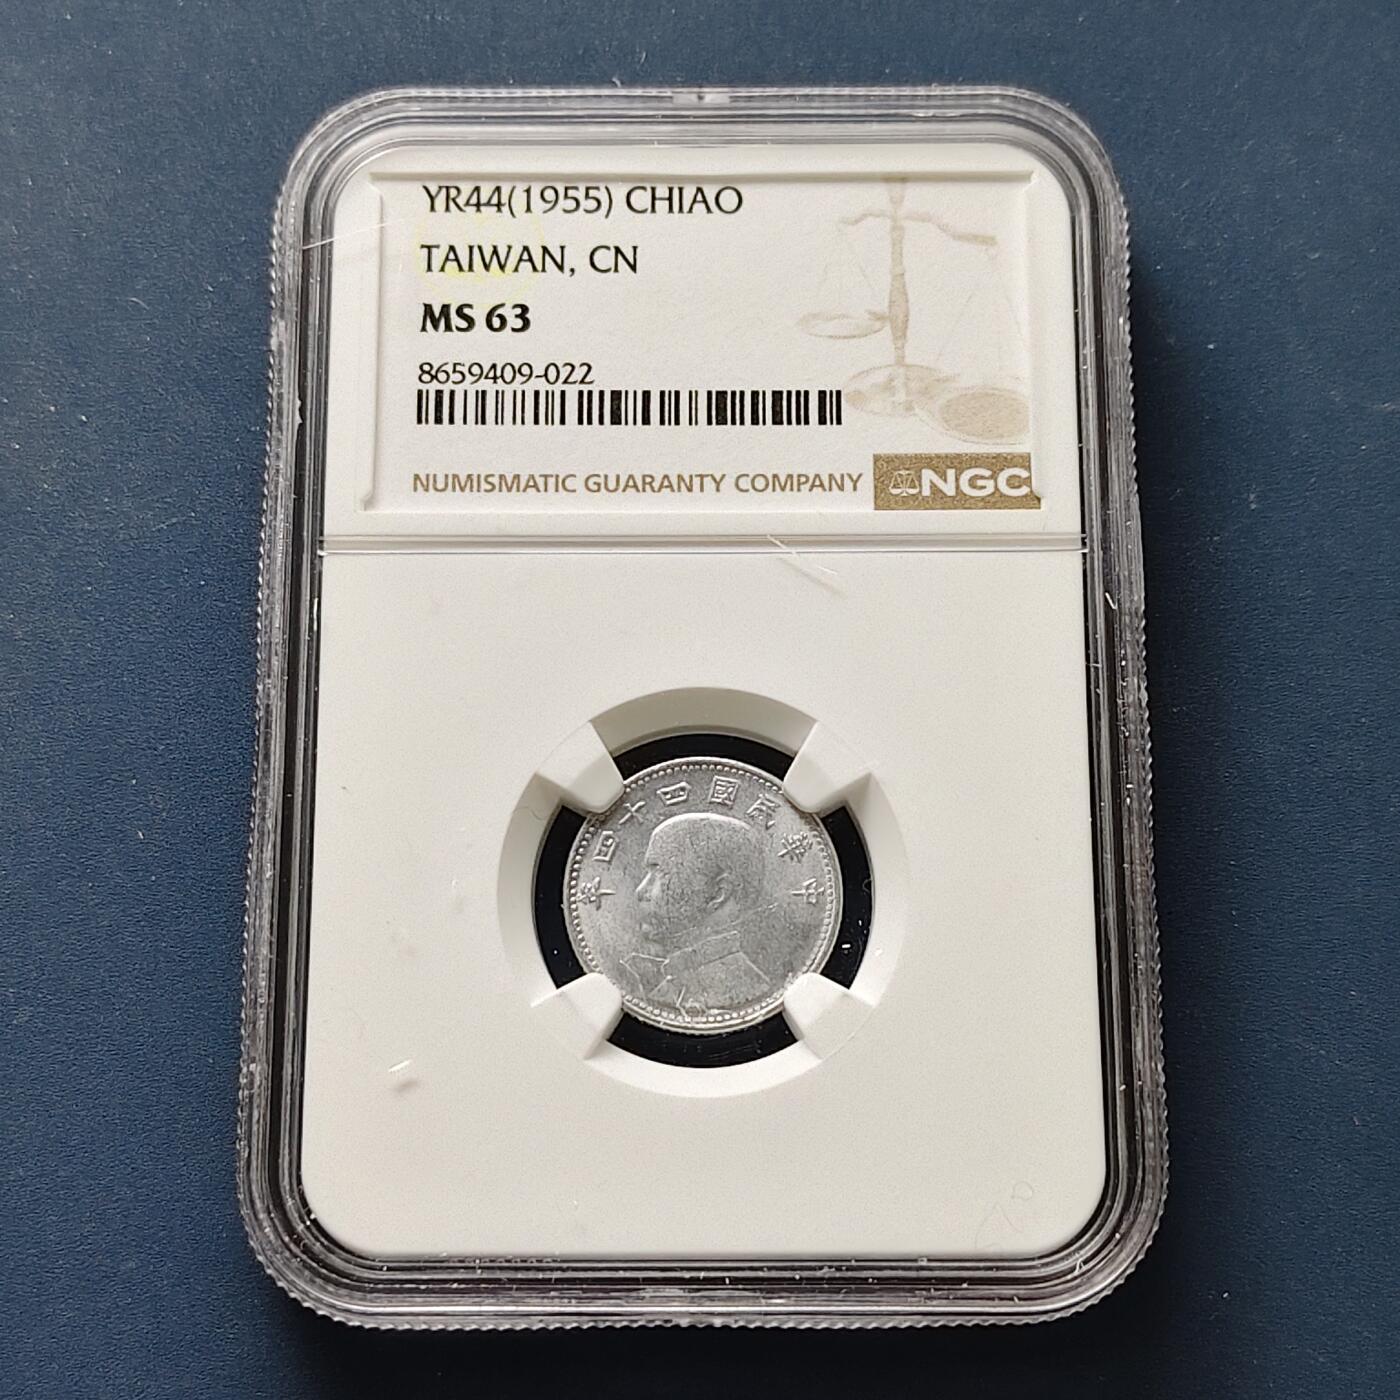 YR44(1955) CHIAO
TAIWAN, CN
MS 63
8659409-022
NUMISMATIC GUARANTY COMPANY
NGC
年四十四國民華中